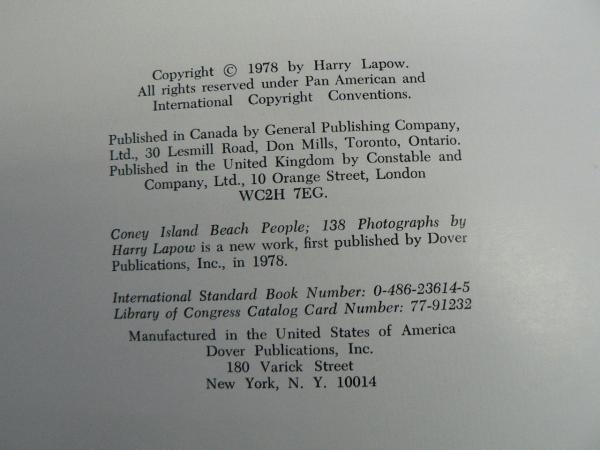 Copyright © 1978 by Harry Lapow.
All rights reserved under Pan American and
International Copyright Conventions.
Published in Canada by General Publishing Company,
Ltd., 30 Lesmill Road, Don Mills, Toronto, Ontario.
Published in the United Kingdom by Constable and
Company, Ltd., 10 Orange Street, London
WC2H 7EG.
Coney Island Beach People; 138 Photographs by
Harry Lapow is a new work, first published by Dover
Publications, Inc., in 1978.
International Standard Book Number: 0-486-23614-5
Library of Congress Catalog Card Number: 77-91232
Manufactured in the United States of America
Dover Publications, Inc.
180 Varick Street
New York, N. Y. 10014